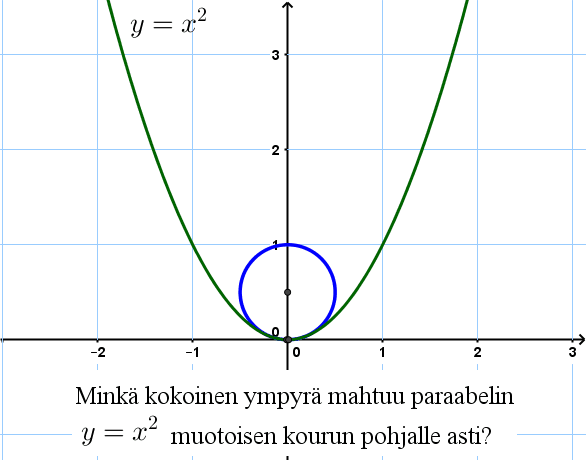 y = x²
3
2
1
0
−2 −1 0 1 2 3
Minkä kokoinen ympyrä mahtuu paraabelin
y = x² muotoisen kourun pohjalle asti?